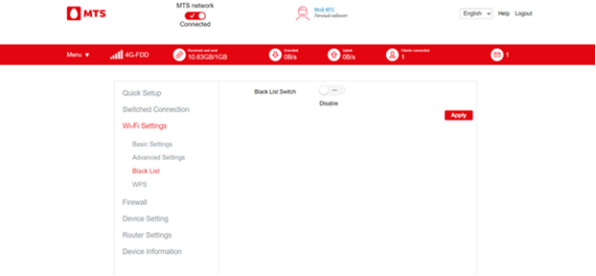 MTS
MTS network
Connected
Мой МТС
Личный кабинет
English
Help
Logout
Menu
4G-FDD
Received and sent
10.63GB/1GB
Download
0B/s
Upload
0B/s
Clients connected
1
1
Quick Setup
Switched Connection
Wi-Fi Settings
Basic Settings
Advanced Settings
Black List
WPS
Firewall
Device Setting
Router Settings
Device Information
Black List Switch
Disable
Apply